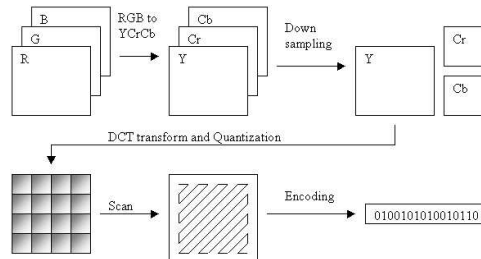 B
G
R
RGB to
YCrCb
Cb
Cr
Y
Down
sampling
Y
Cr
Cb
DCT transform and Quantization
Scan
Encoding
0100101010010110